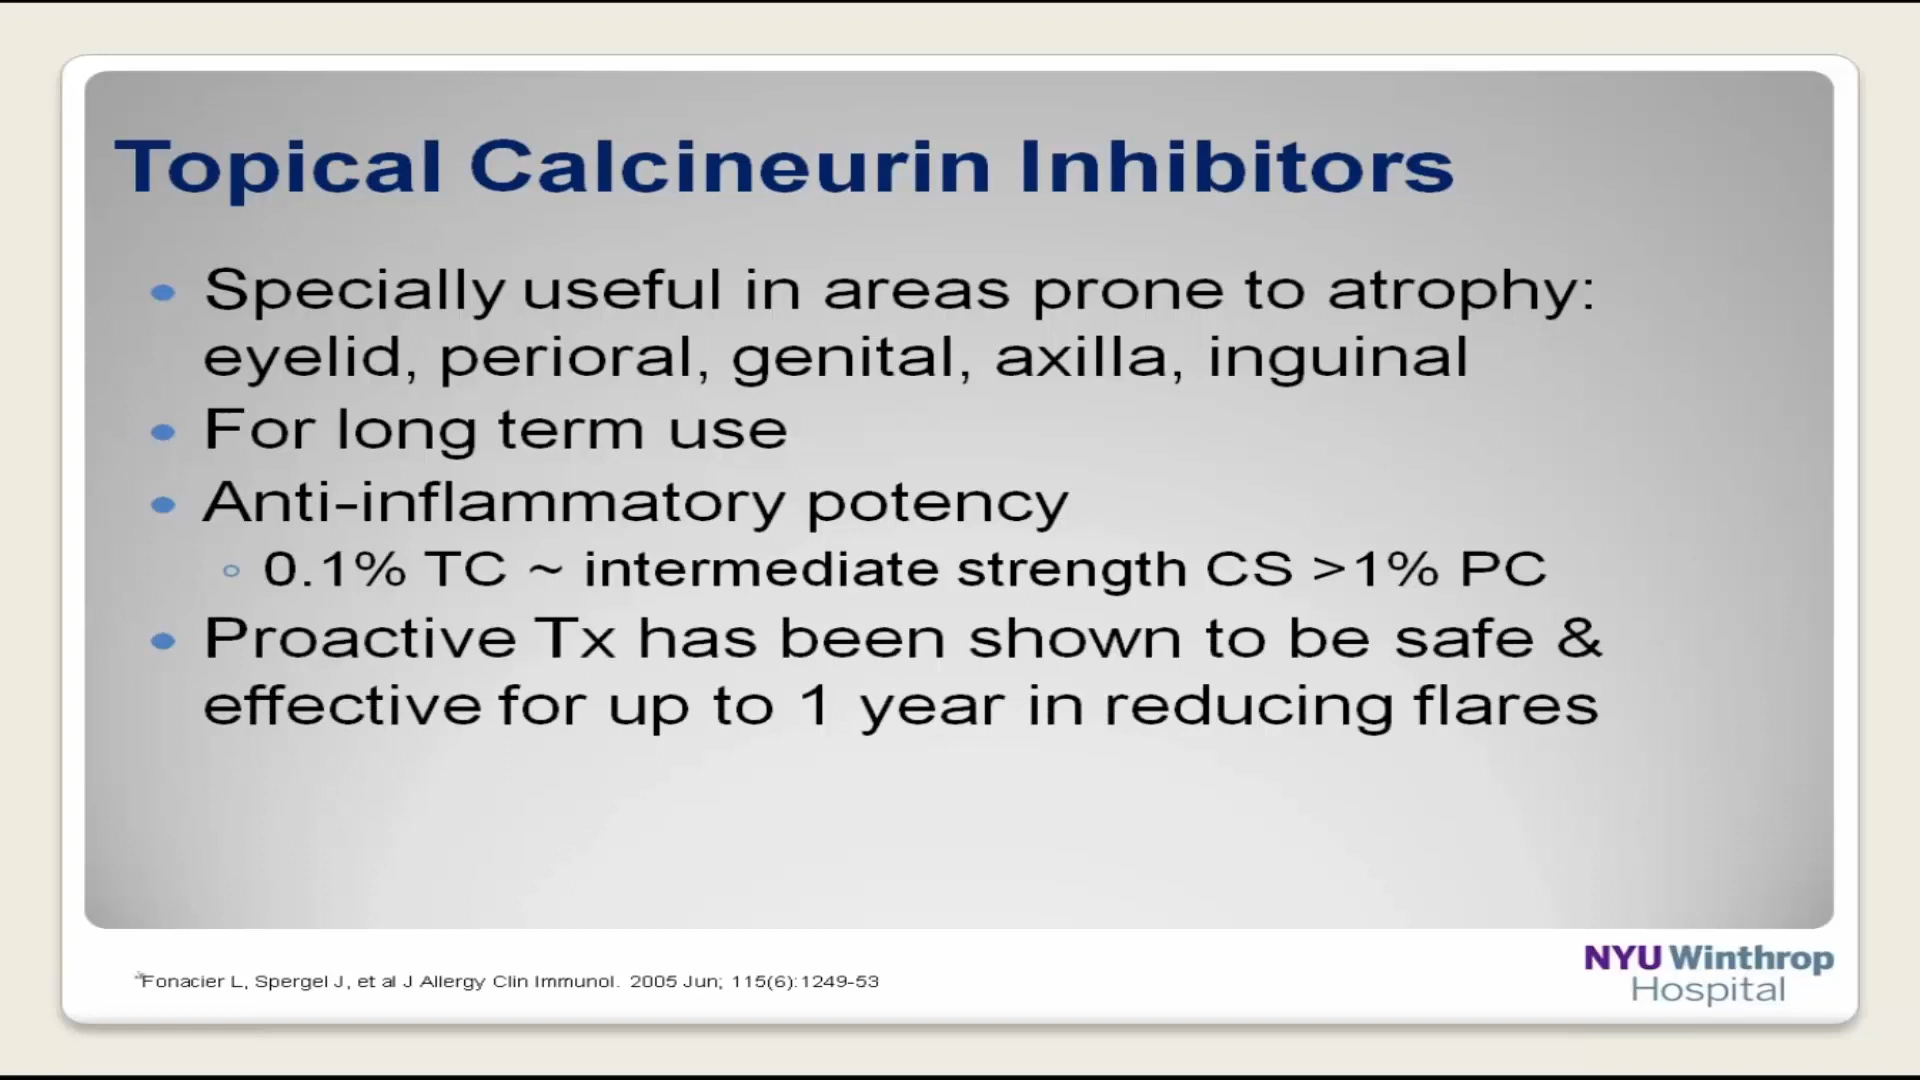 Topical Calcineurin Inhibitors
• Specially useful in areas prone to atrophy:
eyelid, perioral, genital, axilla, inguinal
• For long term use
• Anti-inflammatory potency
◦ 0.1% TC ~ intermediate strength CS >1% PC
• Proactive Tx has been shown to be safe &
effective for up to 1 year in reducing flares
*Fonacier L, Spergel J, et al J Allergy Clin Immunol. 2005 Jun; 115(6):1249-53
NYU Winthrop
Hospital